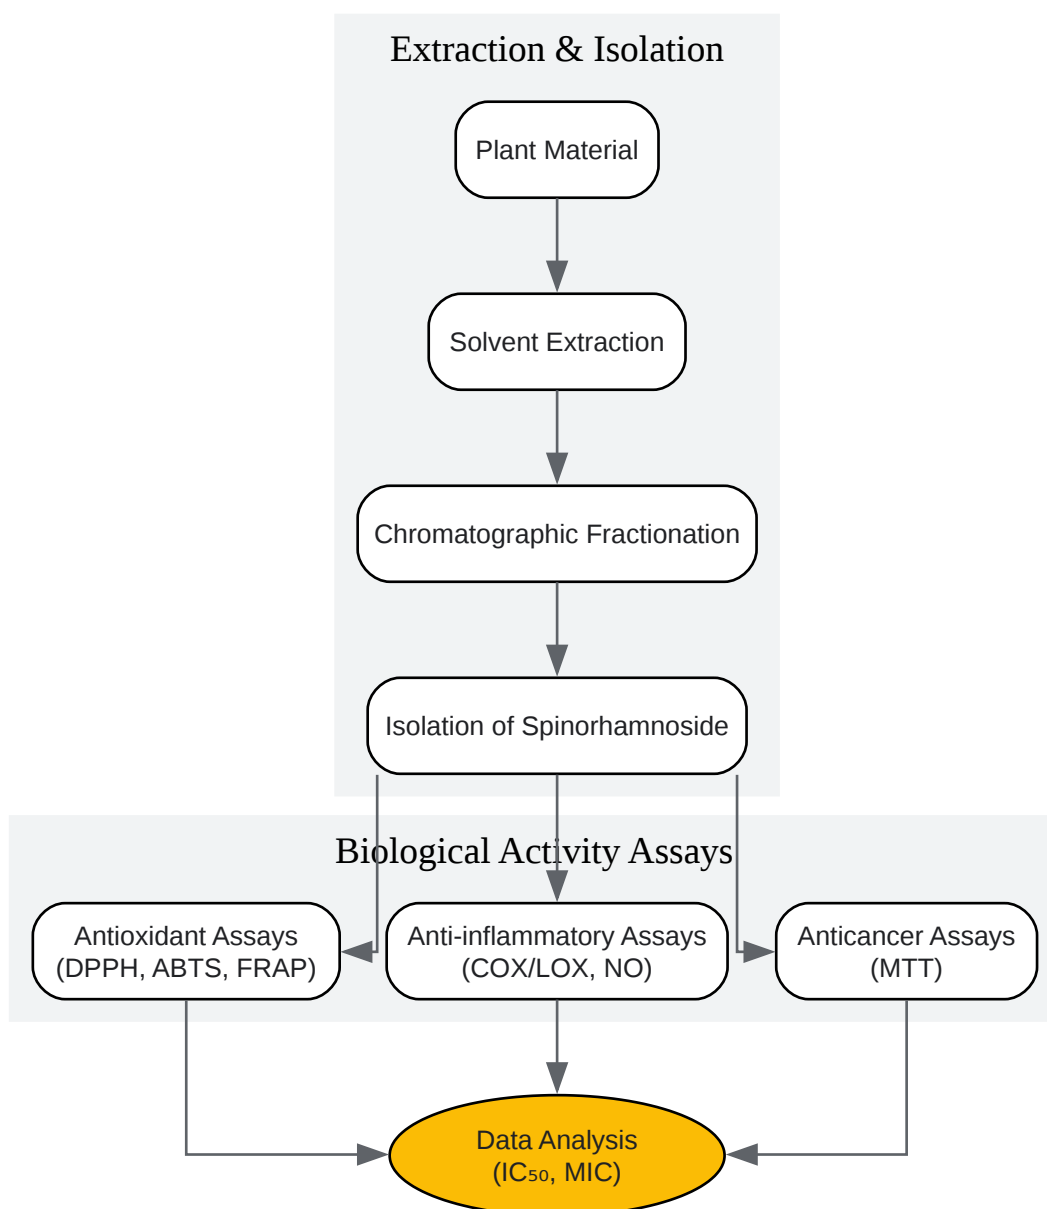 Extraction & Isolation
Plant Material
Solvent Extraction
Chromatographic Fractionation
Isolation of Spinorhamnoside
Biological Activity Assays
Antioxidant Assays
(DPPH, ABTS, FRAP)
Anti-inflammatory Assays
(COX/LOX, NO)
Anticancer Assays
(MTT)
Data Analysis
(IC₅₀, MIC)